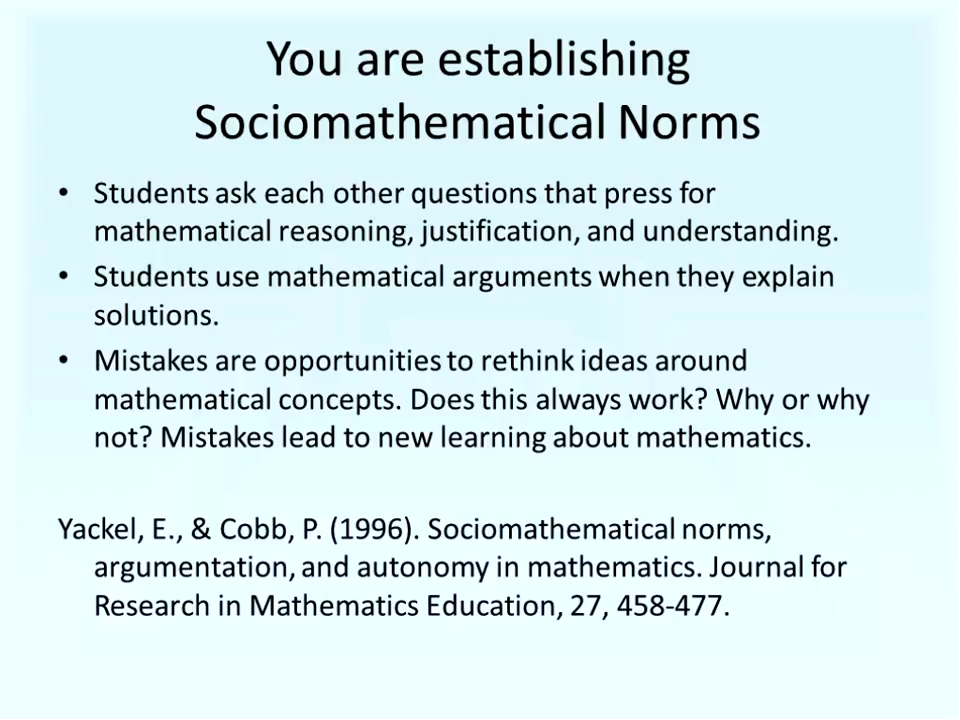 You are establishing
Sociomathematical Norms
• Students ask each other questions that press for
mathematical reasoning, justification, and understanding.
• Students use mathematical arguments when they explain
solutions.
• Mistakes are opportunities to rethink ideas around
mathematical concepts. Does this always work? Why or why
not? Mistakes lead to new learning about mathematics.
Yackel, E., & Cobb, P. (1996). Sociomathematical norms,
argumentation, and autonomy in mathematics. Journal for
Research in Mathematics Education, 27, 458-477.